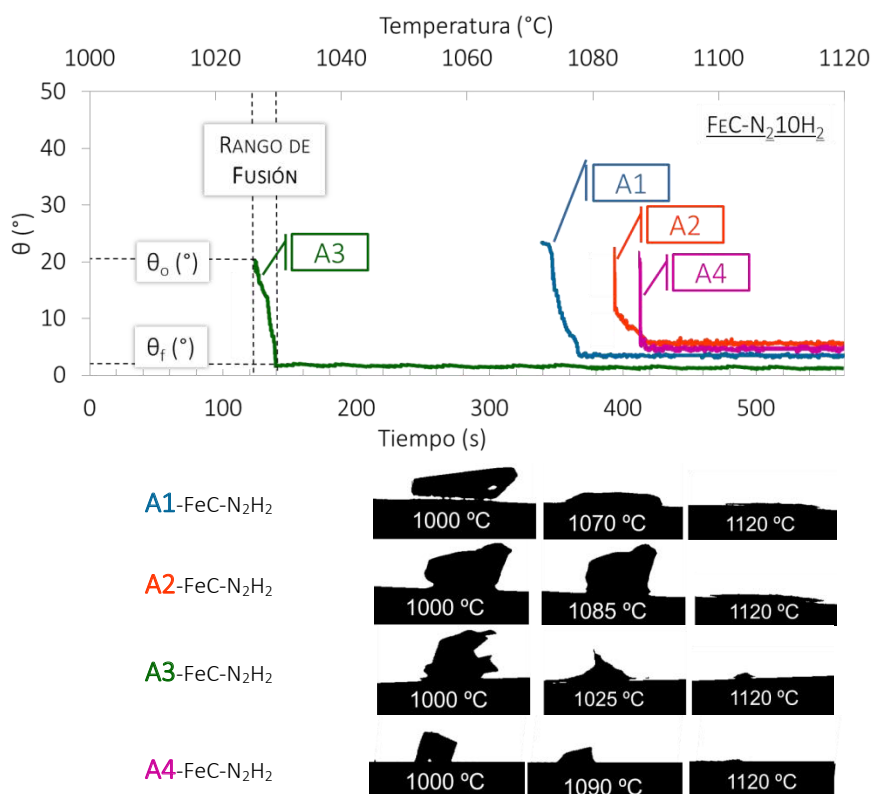 Temperatura (°C)
1000 1020 1040 1060 1080 1100 1120
50
40
30
20
10
0
θ (°)
RANGO DE
FUSIÓN
FEC-N₂10H₂
A1
A2
A3
A4
θₒ (°)
θf (°)
0 100 200 300 400 500
Tiempo (s)
A1-FeC-N₂H₂
1000 ºC 1070 ºC 1120 ºC
A2-FeC-N₂H₂
1000 ºC 1085 ºC 1120 ºC
A3-FeC-N₂H₂
1000 ºC 1025 ºC 1120 ºC
A4-FeC-N₂H₂
1000 ºC 1090 ºC 1120 ºC